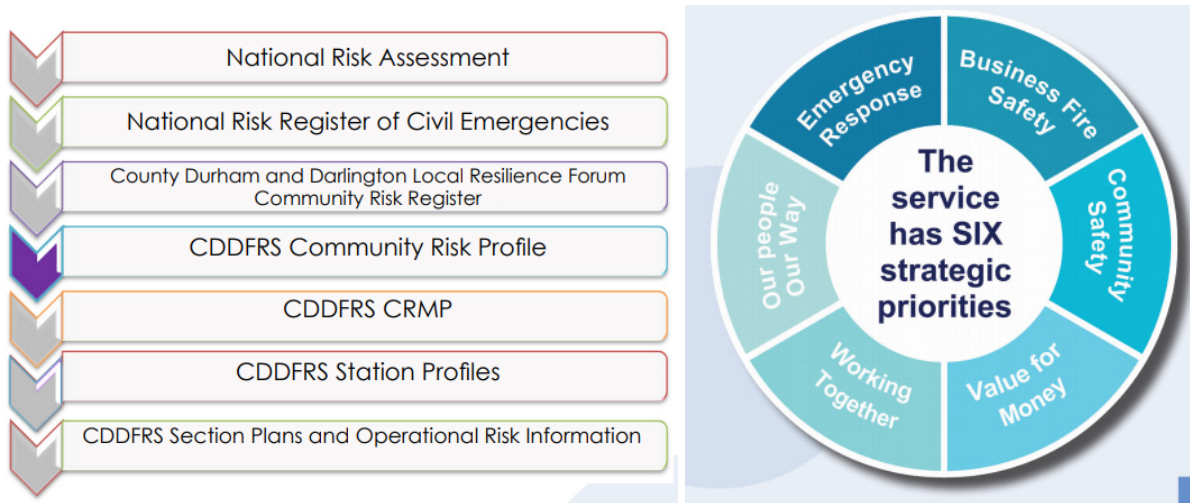 National Risk Assessment
National Risk Register of Civil Emergencies
County Durham and Darlington Local Resilience Forum
Community Risk Register
CDDFRS Community Risk Profile
CDDFRS CRMP
CDDFRS Station Profiles
CDDFRS Section Plans and Operational Risk Information
The
service
has SIX
strategic
priorities
Emergency
Response
Business Fire
Safety
Community
Safety
Value for
Money
Working
Together
Our people
Our Way